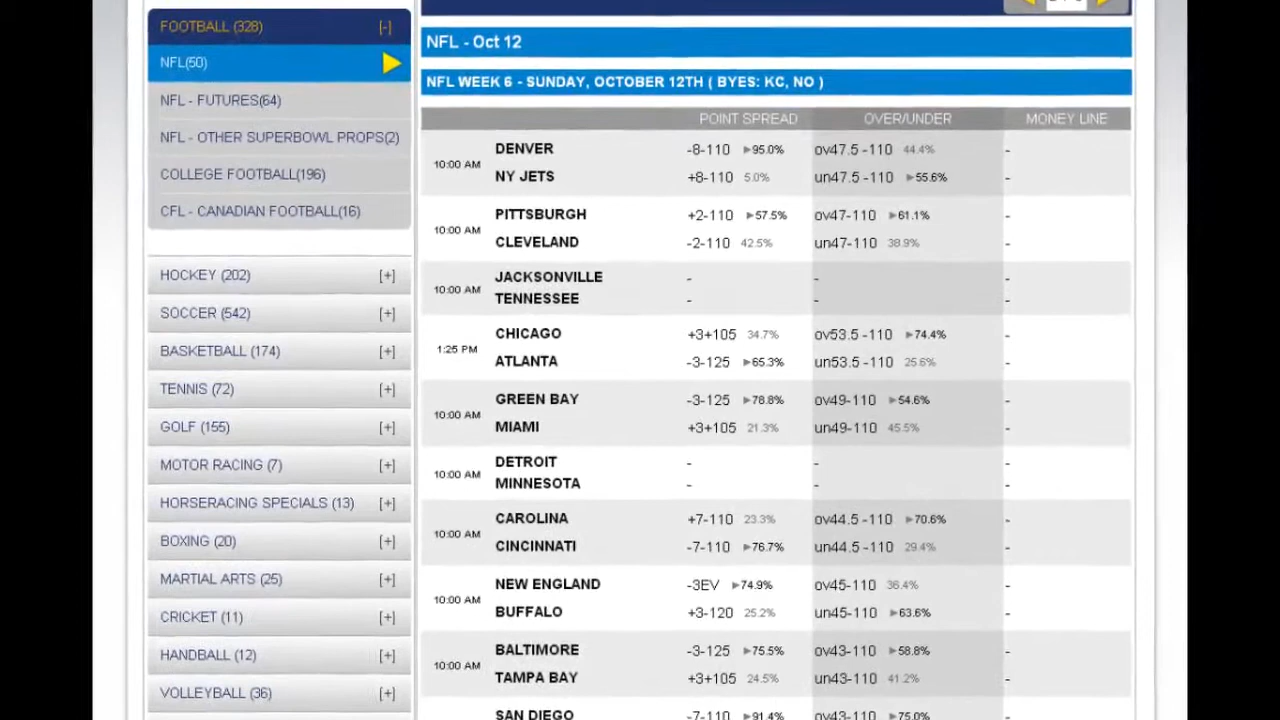 FOOTBALL (328) [-]
NFL(50)
NFL - FUTURES(64)
NFL - OTHER SUPERBOWL PROPS(2)
COLLEGE FOOTBALL(196)
CFL - CANADIAN FOOTBALL(16)
HOCKEY (202) [+]
SOCCER (542) [+]
BASKETBALL (174) [+]
TENNIS (72) [+]
GOLF (155) [+]
MOTOR RACING (7) [+]
HORSERACING SPECIALS (13) [+]
BOXING (20) [+]
MARTIAL ARTS (25) [+]
CRICKET (11) [+]
HANDBALL (12) [+]
VOLLEYBALL (36) [+]
NFL - Oct 12
NFL WEEK 6 - SUNDAY, OCTOBER 12TH ( BYES: KC, NO )
POINT SPREAD OVER/UNDER MONEY LINE
DENVER -8-110 ►95.0% ov47.5 -110 44.4% -
10:00 AM
NY JETS +8-110 5.0% un47.5 -110 ►55.6% -
PITTSBURGH +2-110 ►57.5% ov47-110 ►61.1% -
10:00 AM
CLEVELAND -2-110 42.5% un47-110 38.9% -
JACKSONVILLE - - -
10:00 AM
TENNESSEE - - -
CHICAGO +3+105 34.7% ov53.5 -110 ►74.4% -
1:25 PM
ATLANTA -3-125 ►65.3% un53.5 -110 25.6% -
GREEN BAY -3-125 ►78.8% ov49-110 ►54.6% -
10:00 AM
MIAMI +3+105 21.3% un49-110 45.5% -
DETROIT - - -
10:00 AM
MINNESOTA - - -
CAROLINA +7-110 23.3% ov44.5 -110 ►70.6% -
10:00 AM
CINCINNATI -7-110 ►76.7% un44.5 -110 29.4% -
NEW ENGLAND -3EV ►74.9% ov45-110 36.4% -
10:00 AM
BUFFALO +3-120 25.2% un45-110 ►63.6% -
BALTIMORE -3-125 ►75.5% ov43-110 ►58.8% -
10:00 AM
TAMPA BAY +3+105 24.5% un43-110 41.2% -
SAN DIEGO -7-110 ►91.4% ov43-110 ►75.0% -